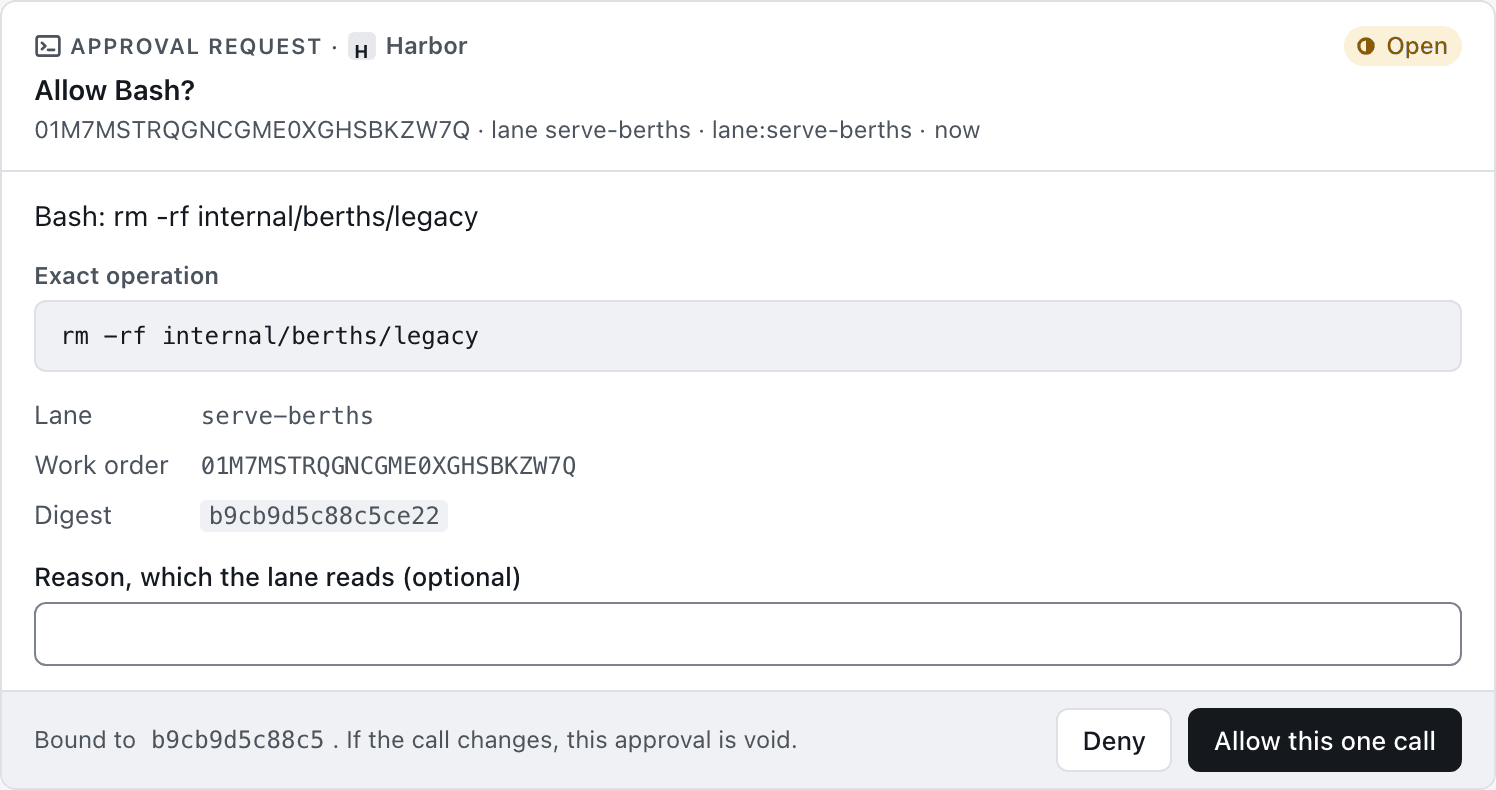 APPROVAL REQUEST · H Harbor
Open
Allow Bash?
01M7MSTRQGNCGME0XGHSBKZW7Q · lane serve-berths · lane:serve-berths · now
Bash: rm -rf internal/berths/legacy
Exact operation
rm -rf internal/berths/legacy
Lane serve-berths
Work order 01M7MSTRQGNCGME0XGHSBKZW7Q
Digest b9cb9d5c88c5ce22
Reason, which the lane reads (optional)
Bound to b9cb9d5c88c5 . If the call changes, this approval is void.
Deny
Allow this one call